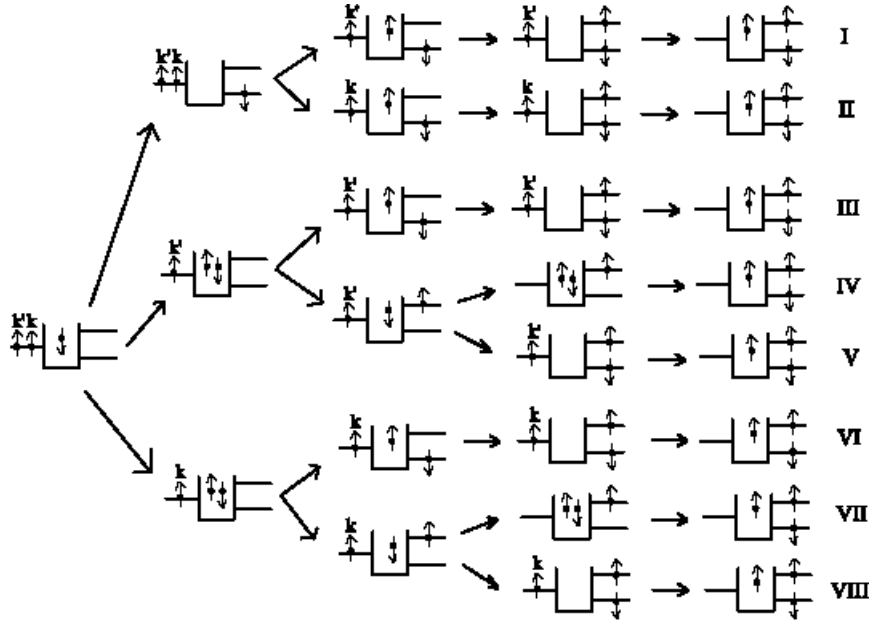 k' k' I
k'k
k k II
k' k' III
k'
k' IV
k'k
k' V
k k VI
k
k VII
k VIII